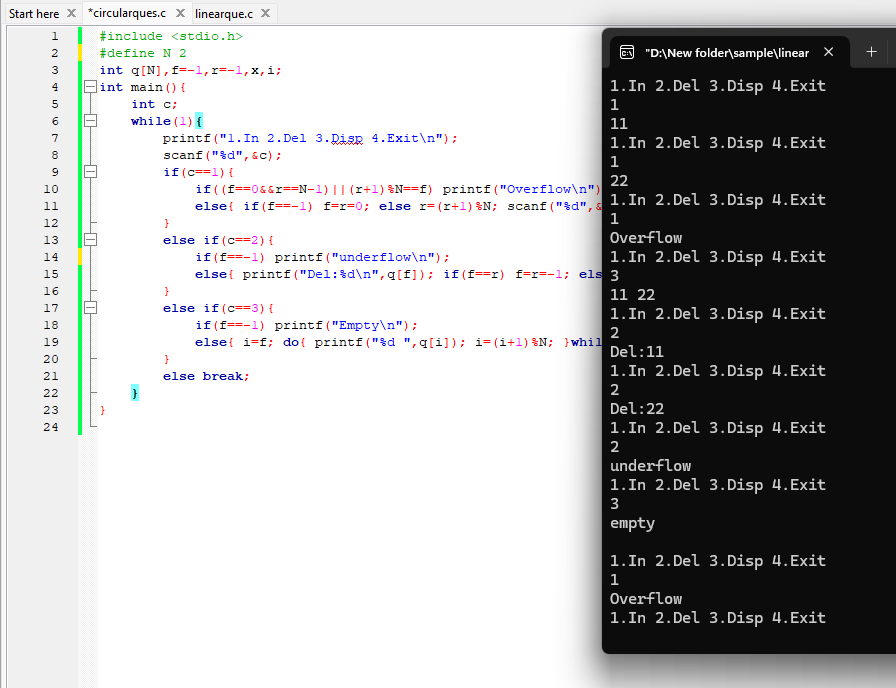 Start here *circularques.c linearque.c
1 #include <stdio.h>
2 #define N 2
3 int q[N],f=-1,r=-1,x,i;
4 int main(){
5 int c;
6 while(1){
7 printf("1.In 2.Del 3.Disp 4.Exit\n");
8 scanf("%d",&c);
9 if(c==1){
10 if((f==0&&r==N-1)||(r+1)%N==f) printf("Overflow\n")
11 else{ if(f==-1) f=r=0; else r=(r+1)%N; scanf("%d",&
12 }
13 else if(c==2){
14 if(f==-1) printf("underflow\n");
15 else{ printf("Del:%d\n",q[f]); if(f==r) f=r=-1; els
16 }
17 else if(c==3){
18 if(f==-1) printf("Empty\n");
19 else{ i=f; do{ printf("%d ",q[i]); i=(i+1)%N; }whil
20 }
21 else break;
22 }
23 }
24
"D:\New folder\sample\linear
1.In 2.Del 3.Disp 4.Exit
1
11
1.In 2.Del 3.Disp 4.Exit
1
22
1.In 2.Del 3.Disp 4.Exit
1
Overflow
1.In 2.Del 3.Disp 4.Exit
3
11 22
1.In 2.Del 3.Disp 4.Exit
2
Del:11
1.In 2.Del 3.Disp 4.Exit
2
Del:22
1.In 2.Del 3.Disp 4.Exit
2
underflow
1.In 2.Del 3.Disp 4.Exit
3
empty
1.In 2.Del 3.Disp 4.Exit
1
Overflow
1.In 2.Del 3.Disp 4.Exit